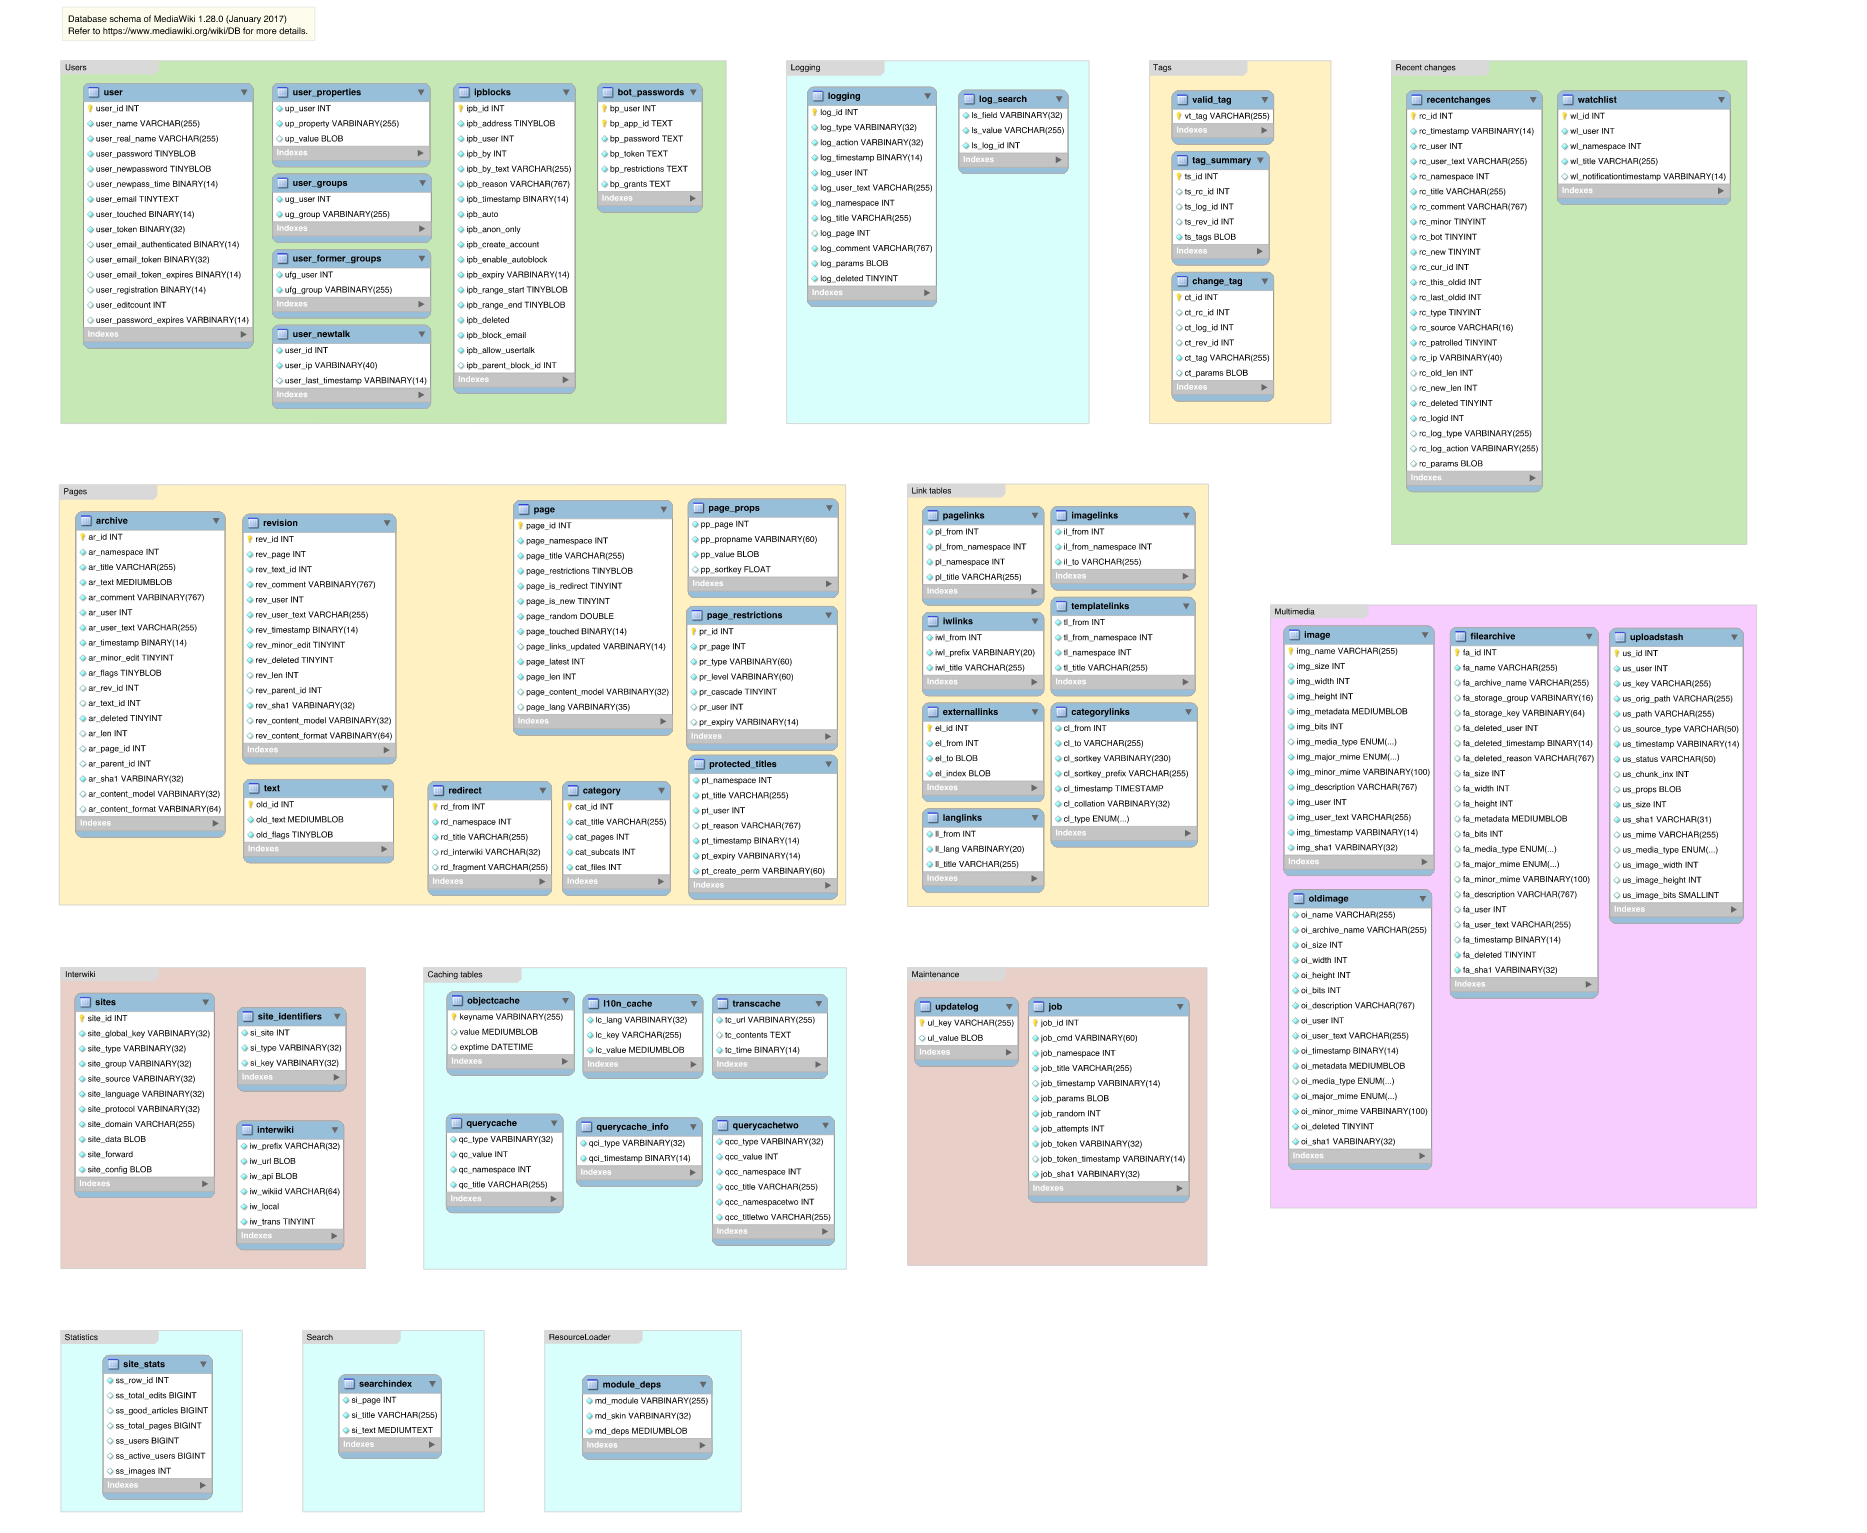 Database schema of MediaWiki 1.28.0 (January 2017)
Refer to https://www.mediawiki.org/wiki/DB for more details.
Users
user
user_id INT
user_name VARCHAR(255)
user_real_name VARCHAR(255)
user_password TINYBLOB
user_newpassword TINYBLOB
user_newpass_time BINARY(14)
user_email TINYTEXT
user_touched BINARY(14)
user_token BINARY(32)
user_email_authenticated BINARY(14)
user_email_token BINARY(32)
user_email_token_expires BINARY(14)
user_registration BINARY(14)
user_editcount INT
user_password_expires VARBINARY(14)
Indexes
user_properties
up_user INT
up_property VARBINARY(255)
up_value BLOB
Indexes
user_groups
ug_user INT
ug_group VARBINARY(255)
Indexes
user_former_groups
ufg_user INT
ufg_group VARBINARY(255)
Indexes
user_newtalk
user_id INT
user_ip VARBINARY(40)
user_last_timestamp VARBINARY(14)
Indexes
ipblocks
ipb_id INT
ipb_address TINYBLOB
ipb_user INT
ipb_by INT
ipb_by_text VARCHAR(255)
ipb_reason VARCHAR(767)
ipb_timestamp BINARY(14)
ipb_auto
ipb_anon_only
ipb_create_account
ipb_enable_autoblock
ipb_expiry VARBINARY(14)
ipb_range_start TINYBLOB
ipb_range_end TINYBLOB
ipb_deleted
ipb_block_email
ipb_allow_usertalk
ipb_parent_block_id INT
Indexes
bot_passwords
bp_user INT
bp_app_id TEXT
bp_password TEXT
bp_token TEXT
bp_restrictions TEXT
bp_grants TEXT
Indexes
Logging
logging
log_id INT
log_type VARBINARY(32)
log_action VARBINARY(32)
log_timestamp BINARY(14)
log_user INT
log_user_text VARCHAR(255)
log_namespace INT
log_title VARCHAR(255)
log_page INT
log_comment VARCHAR(767)
log_params BLOB
log_deleted TINYINT
Indexes
log_search
ls_field VARBINARY(32)
ls_value VARCHAR(255)
ls_log_id INT
Indexes
Tags
valid_tag
vt_tag VARCHAR(255)
Indexes
tag_summary
ts_id INT
ts_rc_id INT
ts_log_id INT
ts_rev_id INT
ts_tags BLOB
Indexes
change_tag
ct_id INT
ct_rc_id INT
ct_log_id INT
ct_rev_id INT
ct_tag VARCHAR(255)
ct_params BLOB
Indexes
Recent changes
recentchanges
rc_id INT
rc_timestamp VARBINARY(14)
rc_user INT
rc_user_text VARCHAR(255)
rc_namespace INT
rc_title VARCHAR(255)
rc_comment VARCHAR(767)
rc_minor TINYINT
rc_bot TINYINT
rc_new TINYINT
rc_cur_id INT
rc_this_oldid INT
rc_last_oldid INT
rc_type TINYINT
rc_source VARCHAR(16)
rc_patrolled TINYINT
rc_ip VARBINARY(40)
rc_old_len INT
rc_new_len INT
rc_deleted TINYINT
rc_logid INT
rc_log_type VARBINARY(255)
rc_log_action VARBINARY(255)
rc_params BLOB
Indexes
watchlist
wl_id INT
wl_user INT
wl_namespace INT
wl_title VARCHAR(255)
wl_notificationtimestamp VARBINARY(14)
Indexes
Pages
archive
ar_id INT
ar_namespace INT
ar_title VARCHAR(255)
ar_text MEDIUMBLOB
ar_comment VARBINARY(767)
ar_user INT
ar_user_text VARCHAR(255)
ar_timestamp BINARY(14)
ar_minor_edit TINYINT
ar_flags TINYBLOB
ar_rev_id INT
ar_text_id INT
ar_deleted TINYINT
ar_len INT
ar_page_id INT
ar_parent_id INT
ar_sha1 VARBINARY(32)
ar_content_model VARBINARY(32)
ar_content_format VARBINARY(64)
Indexes
revision
rev_id INT
rev_page INT
rev_text_id INT
rev_comment VARBINARY(767)
rev_user INT
rev_user_text VARCHAR(255)
rev_timestamp BINARY(14)
rev_minor_edit TINYINT
rev_deleted TINYINT
rev_len INT
rev_parent_id INT
rev_sha1 VARBINARY(32)
rev_content_model VARBINARY(32)
rev_content_format VARBINARY(64)
Indexes
text
old_id INT
old_text MEDIUMBLOB
old_flags TINYBLOB
Indexes
page
page_id INT
page_namespace INT
page_title VARCHAR(255)
page_restrictions TINYBLOB
page_is_redirect TINYINT
page_is_new TINYINT
page_random DOUBLE
page_touched BINARY(14)
page_links_updated VARBINARY(14)
page_latest INT
page_len INT
page_content_model VARBINARY(32)
page_lang VARBINARY(35)
Indexes
redirect
rd_from INT
rd_namespace INT
rd_title VARCHAR(255)
rd_interwiki VARCHAR(32)
rd_fragment VARCHAR(255)
Indexes
category
cat_id INT
cat_title VARCHAR(255)
cat_pages INT
cat_subcats INT
cat_files INT
Indexes
page_props
pp_page INT
pp_propname VARBINARY(60)
pp_value BLOB
pp_sortkey FLOAT
Indexes
page_restrictions
pr_id INT
pr_page INT
pr_type VARBINARY(60)
pr_level VARBINARY(60)
pr_cascade TINYINT
pr_user INT
pr_expiry VARBINARY(14)
Indexes
protected_titles
pt_namespace INT
pt_title VARCHAR(255)
pt_user INT
pt_reason VARCHAR(767)
pt_timestamp BINARY(14)
pt_expiry VARBINARY(14)
pt_create_perm VARBINARY(60)
Indexes
Link tables
pagelinks
pl_from INT
pl_from_namespace INT
pl_namespace INT
pl_title VARCHAR(255)
Indexes
iwlinks
iwl_from INT
iwl_prefix VARBINARY(20)
iwl_title VARCHAR(255)
Indexes
externallinks
el_id INT
el_from INT
el_to BLOB
el_index BLOB
Indexes
langlinks
ll_from INT
ll_lang VARBINARY(20)
ll_title VARCHAR(255)
Indexes
imagelinks
il_from INT
il_from_namespace INT
il_to VARCHAR(255)
Indexes
templatelinks
tl_from INT
tl_from_namespace INT
tl_namespace INT
tl_title VARCHAR(255)
Indexes
categorylinks
cl_from INT
cl_to VARCHAR(255)
cl_sortkey VARBINARY(230)
cl_sortkey_prefix VARCHAR(255)
cl_timestamp TIMESTAMP
cl_collation VARBINARY(32)
cl_type ENUM(...)
Indexes
Multimedia
image
img_name VARCHAR(255)
img_size INT
img_width INT
img_height INT
img_metadata MEDIUMBLOB
img_bits INT
img_media_type ENUM(...)
img_major_mime ENUM(...)
img_minor_mime VARBINARY(100)
img_description VARCHAR(767)
img_user INT
img_user_text VARCHAR(255)
img_timestamp VARBINARY(14)
img_sha1 VARBINARY(32)
Indexes
oldimage
oi_name VARCHAR(255)
oi_archive_name VARCHAR(255)
oi_size INT
oi_width INT
oi_height INT
oi_bits INT
oi_description VARCHAR(767)
oi_user INT
oi_user_text VARCHAR(255)
oi_timestamp BINARY(14)
oi_metadata MEDIUMBLOB
oi_media_type ENUM(...)
oi_major_mime ENUM(...)
oi_minor_mime VARBINARY(100)
oi_deleted TINYINT
oi_sha1 VARBINARY(32)
Indexes
filearchive
fa_id INT
fa_name VARCHAR(255)
fa_archive_name VARCHAR(255)
fa_storage_group VARBINARY(16)
fa_storage_key VARBINARY(64)
fa_deleted_user INT
fa_deleted_timestamp BINARY(14)
fa_deleted_reason VARCHAR(767)
fa_size INT
fa_width INT
fa_height INT
fa_metadata MEDIUMBLOB
fa_bits INT
fa_media_type ENUM(...)
fa_major_mime ENUM(...)
fa_minor_mime VARBINARY(100)
fa_description VARCHAR(767)
fa_user INT
fa_user_text VARCHAR(255)
fa_timestamp BINARY(14)
fa_deleted TINYINT
fa_sha1 VARBINARY(32)
Indexes
uploadstash
us_id INT
us_user INT
us_key VARCHAR(255)
us_orig_path VARCHAR(255)
us_path VARCHAR(255)
us_source_type VARCHAR(50)
us_timestamp VARBINARY(14)
us_status VARCHAR(50)
us_chunk_inx INT
us_props BLOB
us_size INT
us_sha1 VARCHAR(31)
us_mime VARCHAR(255)
us_media_type ENUM(...)
us_image_width INT
us_image_height INT
us_image_bits SMALLINT
Indexes
Interwiki
sites
site_id INT
site_global_key VARBINARY(32)
site_type VARBINARY(32)
site_group VARBINARY(32)
site_source VARBINARY(32)
site_language VARBINARY(32)
site_protocol VARBINARY(32)
site_domain VARCHAR(255)
site_data BLOB
site_forward
site_config BLOB
Indexes
site_identifiers
si_site INT
si_type VARBINARY(32)
si_key VARBINARY(32)
Indexes
interwiki
iw_prefix VARCHAR(32)
iw_url BLOB
iw_api BLOB
iw_wikiid VARCHAR(64)
iw_local
iw_trans TINYINT
Indexes
Caching tables
objectcache
keyname VARBINARY(255)
value MEDIUMBLOB
exptime DATETIME
Indexes
l10n_cache
lc_lang VARBINARY(32)
lc_key VARCHAR(255)
lc_value MEDIUMBLOB
Indexes
transcache
tc_url VARBINARY(255)
tc_contents TEXT
tc_time BINARY(14)
Indexes
querycache
qc_type VARBINARY(32)
qc_value INT
qc_namespace INT
qc_title VARCHAR(255)
Indexes
querycache_info
qci_type VARBINARY(32)
qci_timestamp BINARY(14)
Indexes
querycachetwo
qcc_type VARBINARY(32)
qcc_value INT
qcc_namespace INT
qcc_title VARCHAR(255)
qcc_namespacetwo INT
qcc_titletwo VARCHAR(255)
Indexes
Maintenance
updatelog
ul_key VARCHAR(255)
ul_value BLOB
Indexes
job
job_id INT
job_cmd VARBINARY(60)
job_namespace INT
job_title VARCHAR(255)
job_timestamp VARBINARY(14)
job_params BLOB
job_random INT
job_attempts INT
job_token VARBINARY(32)
job_token_timestamp VARBINARY(14)
job_sha1 VARBINARY(32)
Indexes
Statistics
site_stats
ss_row_id INT
ss_total_edits BIGINT
ss_good_articles BIGINT
ss_total_pages BIGINT
ss_users BIGINT
ss_active_users BIGINT
ss_images INT
Indexes
Search
searchindex
si_page INT
si_title VARCHAR(255)
si_text MEDIUMTEXT
Indexes
ResourceLoader
module_deps
md_module VARBINARY(255)
md_skin VARBINARY(32)
md_deps MEDIUMBLOB
Indexes